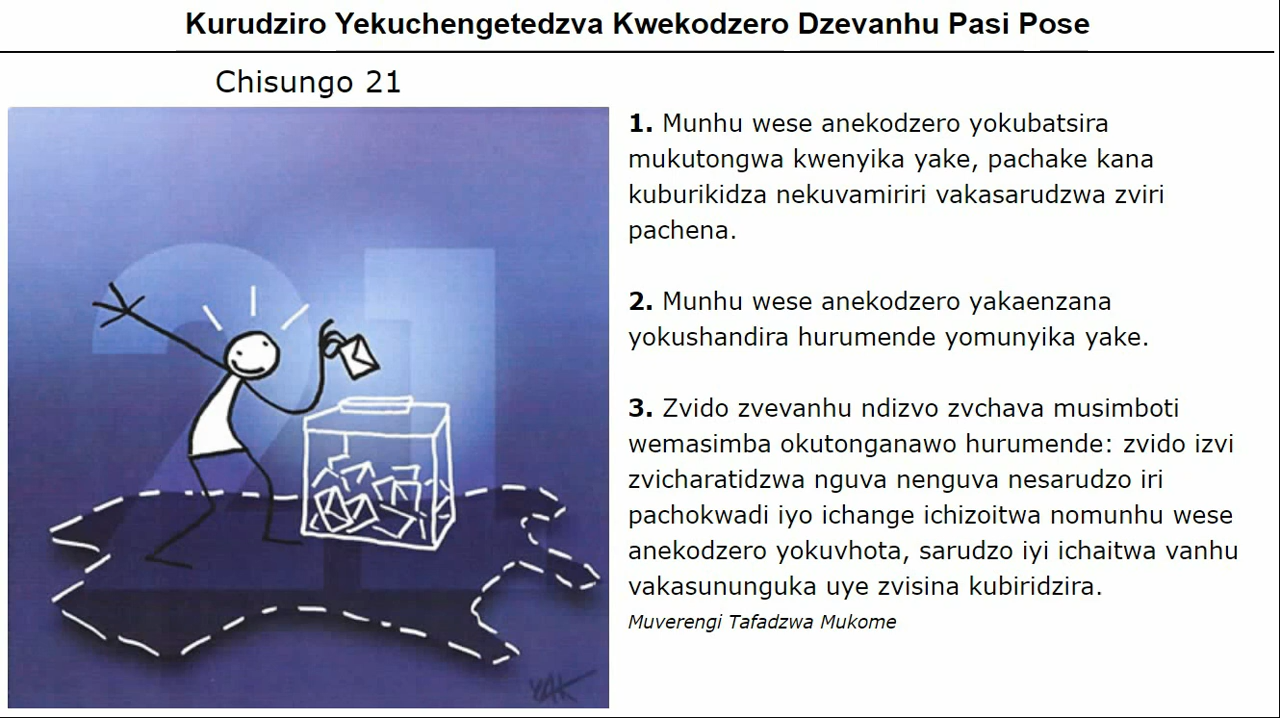 Kurudziro Yekuchengetedzva Kwekodzero Dzevanhu Pasi Pose
Chisungo 21
21
1. Munhu wese anekodzero yokubatsira
mukutongwa kwenyika yake, pachake kana
kuburikidza nekuvamiriri vakasarudzwa zviri
pachena.
2. Munhu wese anekodzero yakaenzana
yokushandira hurumende yomunyika yake.
3. Zvido zvevanhu ndizvo zvchava musimboti
wemasimba okutonganawo hurumende: zvido izvi
zvicharatidzwa nguva nenguva nesarudzo iri
pachokwadi iyo ichange ichizoitwa nomunhu wese
anekodzero yokuvhota, sarudzo iyi ichaitwa vanhu
vakasununguka uye zvisina kubiridzira.
Muverengi Tafadzwa Mukome
YAK